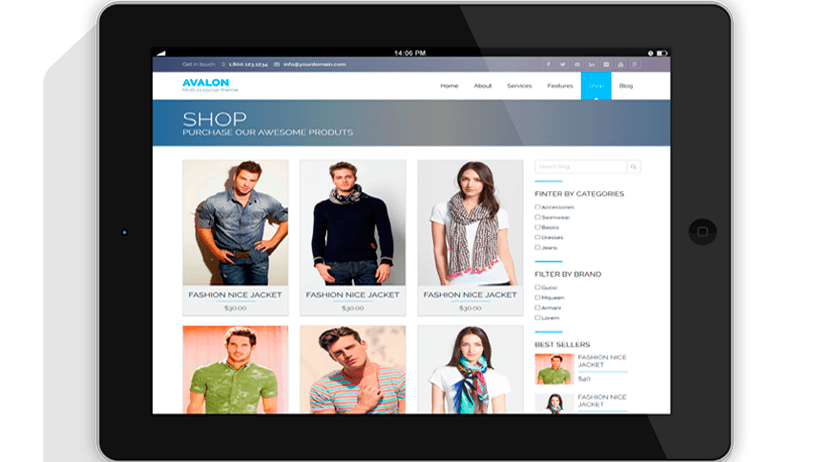 14:06 PM
Get in touch 1.800.123.1234 info@yourdomain.com
AVALON
Multi purpose theme
Home About Services Features Shop Blog
SHOP
PURCHASE OUR AWESOME PRODUTS
Search blog
FASHION NICE JACKET
$30.00
FASHION NICE JACKET
$30.00
FASHION NICE JACKET
$30.00
FINTER BY CATEGORIES
Accessories
Swimwear
Basics
Dresses
Jeans
FILTER BY BRAND
Gucci
Mqueen
Armani
Lorem
BEST SELLERS
FASHION NICE
JACKET
$40
FASHION NICE
JACKET